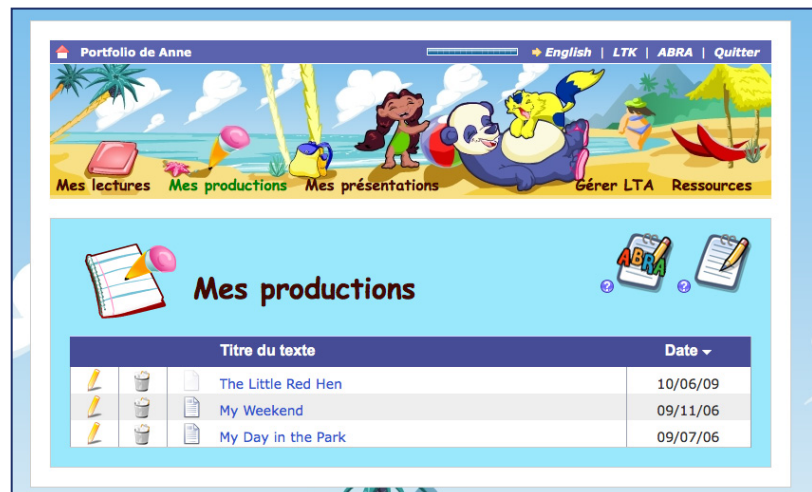 Portfolio de Anne
English | LTK | ABRA | Quitter
Mes lectures Mes productions Mes présentations Gérer LTA Ressources
Mes productions
ABRA
? ?
Titre du texte Date
The Little Red Hen 10/06/09
My Weekend 09/11/06
My Day in the Park 09/07/06